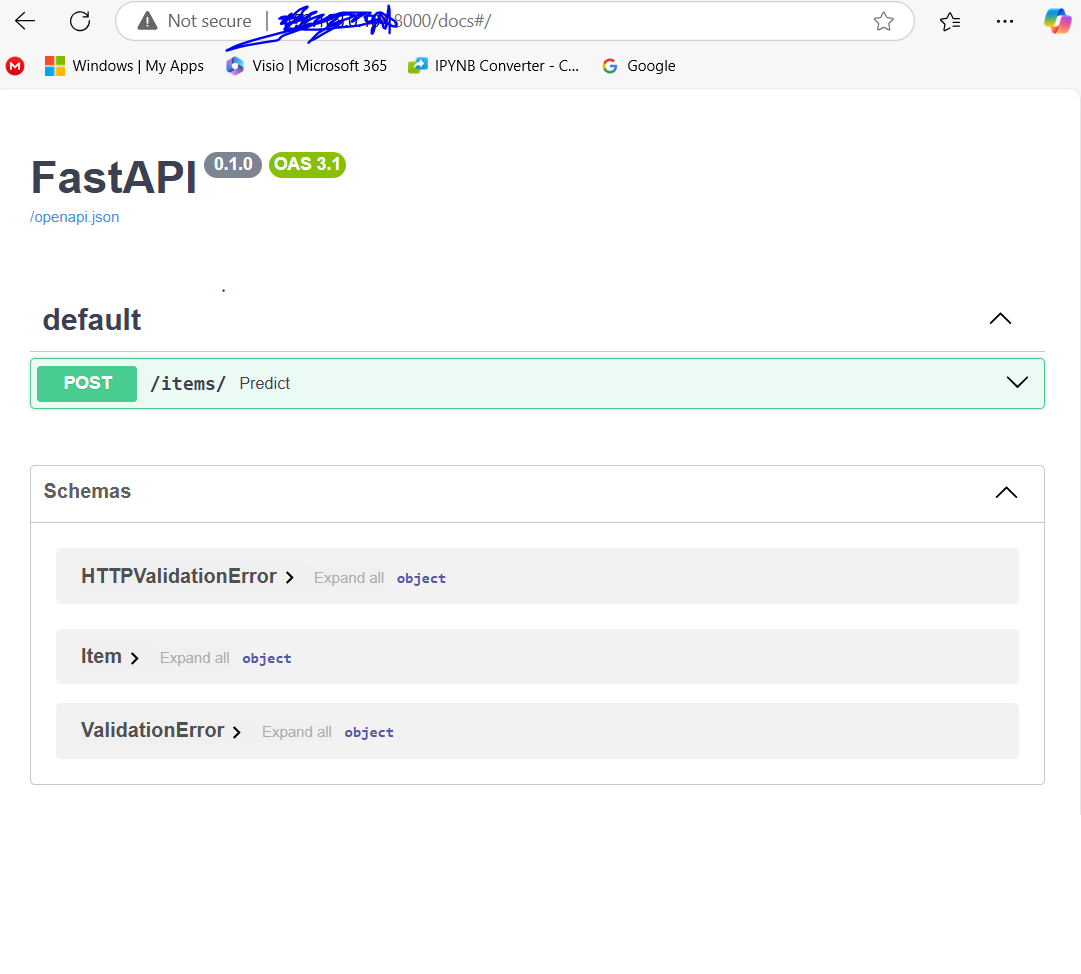 Not secure 8000/docs#/
Windows | My Apps Visio | Microsoft 365 IPYNB Converter - C... Google
FastAPI 0.1.0 OAS 3.1
/openapi.json
default
POST /items/ Predict
Schemas
HTTPValidationError Expand all object
Item Expand all object
ValidationError Expand all object